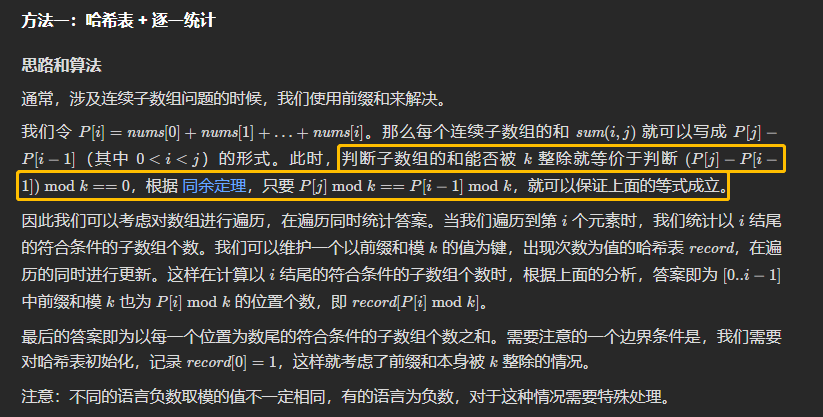 方法一：哈希表 + 逐一统计
思路和算法
通常，涉及连续子数组问题的时候，我们使用前缀和来解决。
我们令 P[i] = nums[0] + nums[1] + ... + nums[i]。那么每个连续子数组的和 sum(i, j) 就可以写成 P[j] −
P[i − 1]（其中 0 < i < j）的形式。此时，判断子数组的和能否被 k 整除就等价于判断 (P[j] − P[i −
1]) mod k == 0，根据 同余定理，只要 P[j] mod k == P[i − 1] mod k，就可以保证上面的等式成立。
因此我们可以考虑对数组进行遍历，在遍历同时统计答案。当我们遍历到第 i 个元素时，我们统计以 i 结尾
的符合条件的子数组个数。我们可以维护一个以前缀和模 k 的值为键，出现次数为值的哈希表 record，在遍
历的同时进行更新。这样在计算以 i 结尾的符合条件的子数组个数时，根据上面的分析，答案即为 [0..i − 1]
中前缀和模 k 也为 P[i] mod k 的位置个数，即 record[P[i] mod k]。
最后的答案即为以每一个位置为数尾的符合条件的子数组个数之和。需要注意的一个边界条件是，我们需要
对哈希表初始化，记录 record[0] = 1，这样就考虑了前缀和本身被 k 整除的情况。
注意：不同的语言负数取模的值不一定相同，有的语言为负数，对于这种情况需要特殊处理。